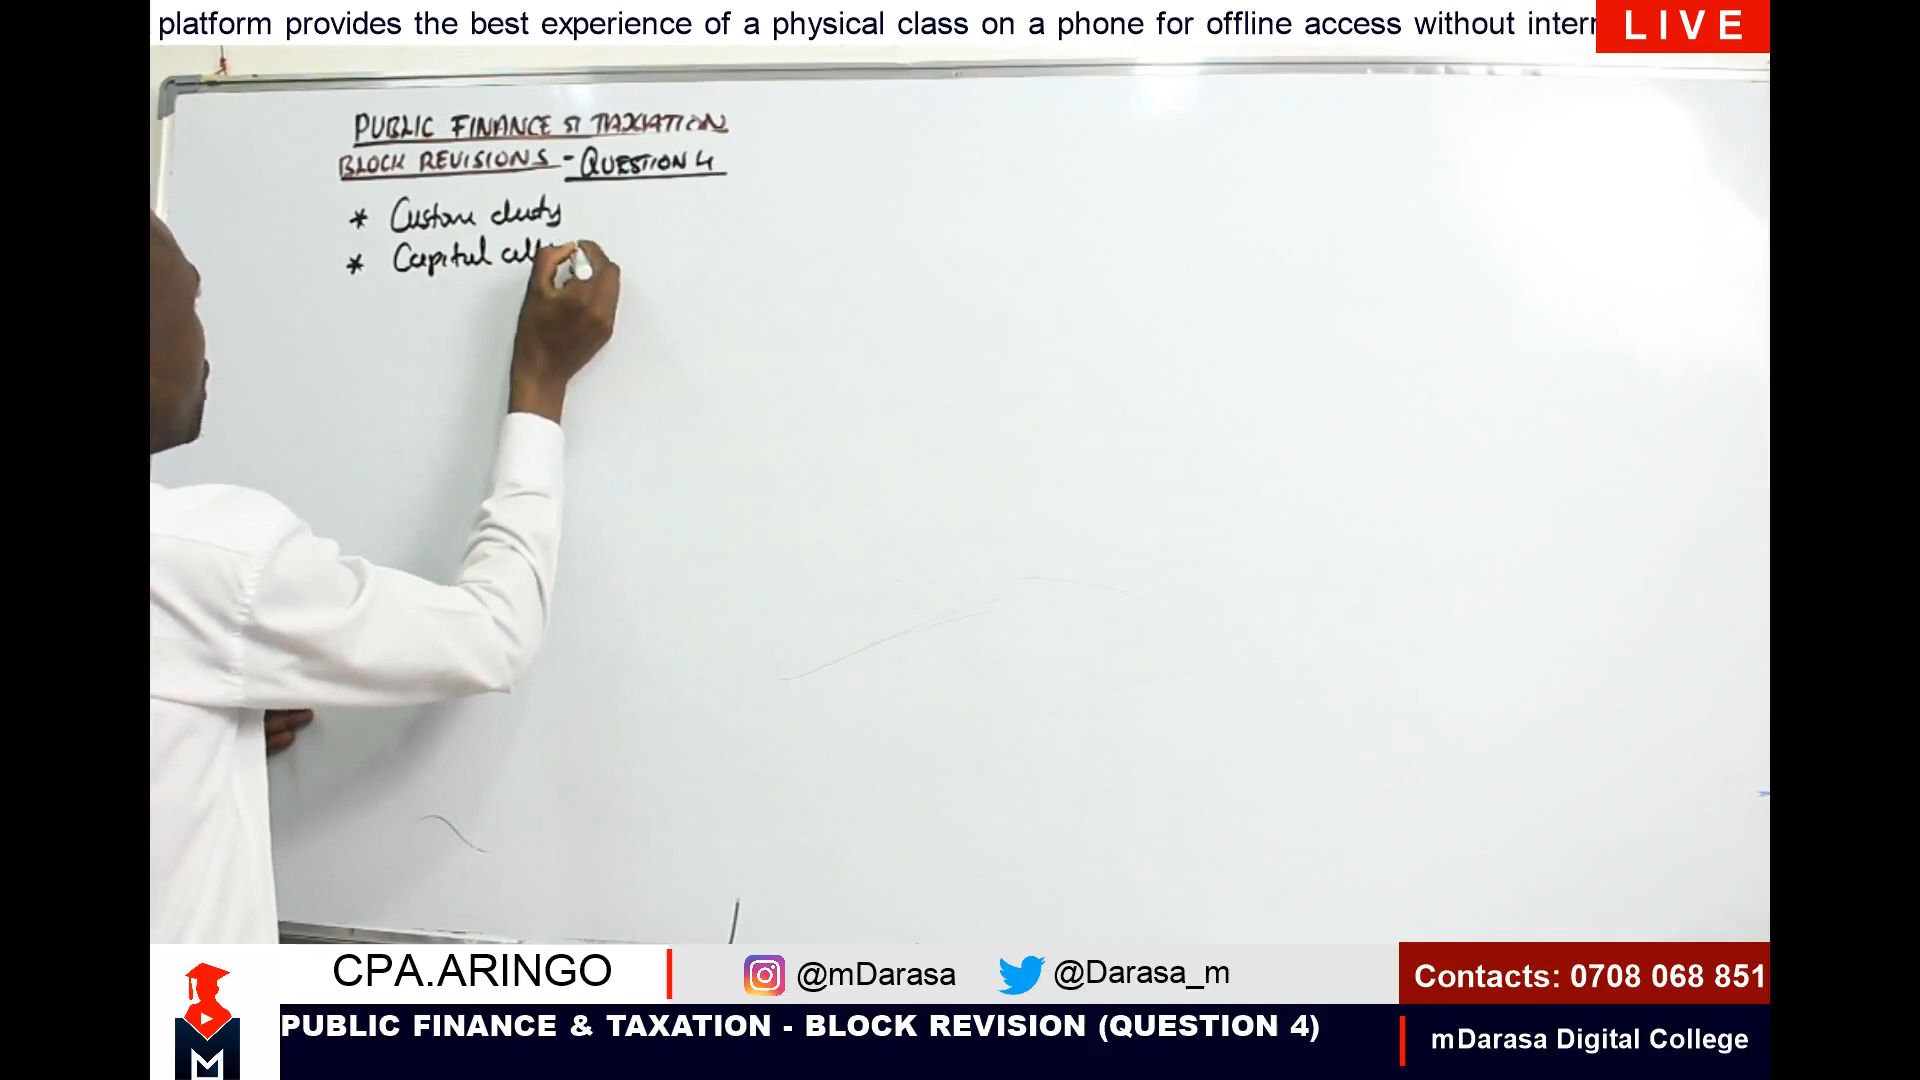 platform provides the best experience of a physical class on a phone for offline access without intern
LIVE
PUBLIC FINANCE & TAXIATION
BLOCK REVISIONS - QUESTION 4
* Custom duty
* Capital all
CPA.ARINGO
@mDarasa
@Darasa_m
Contacts: 0708 068 851
PUBLIC FINANCE & TAXATION - BLOCK REVISION (QUESTION 4)
mDarasa Digital College
M